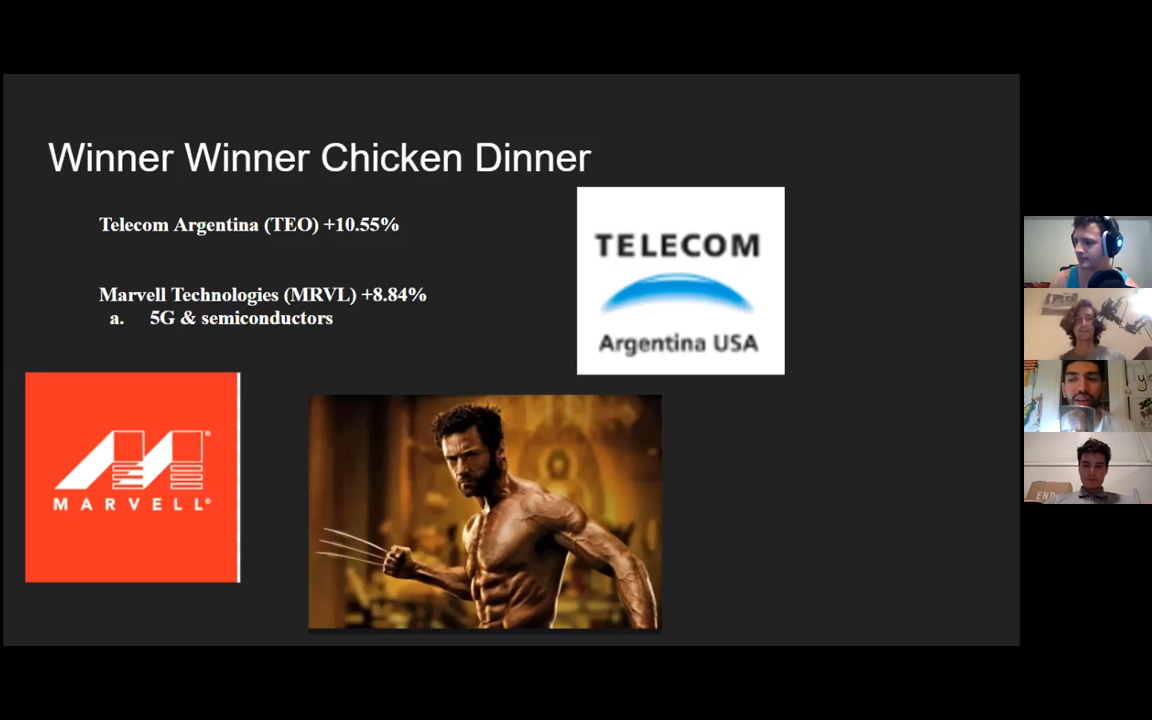 Winner Winner Chicken Dinner
Telecom Argentina (TEO) +10.55%
Marvell Technologies (MRVL) +8.84%
a. 5G & semiconductors
TELECOM
Argentina USA
MARVELL®
END